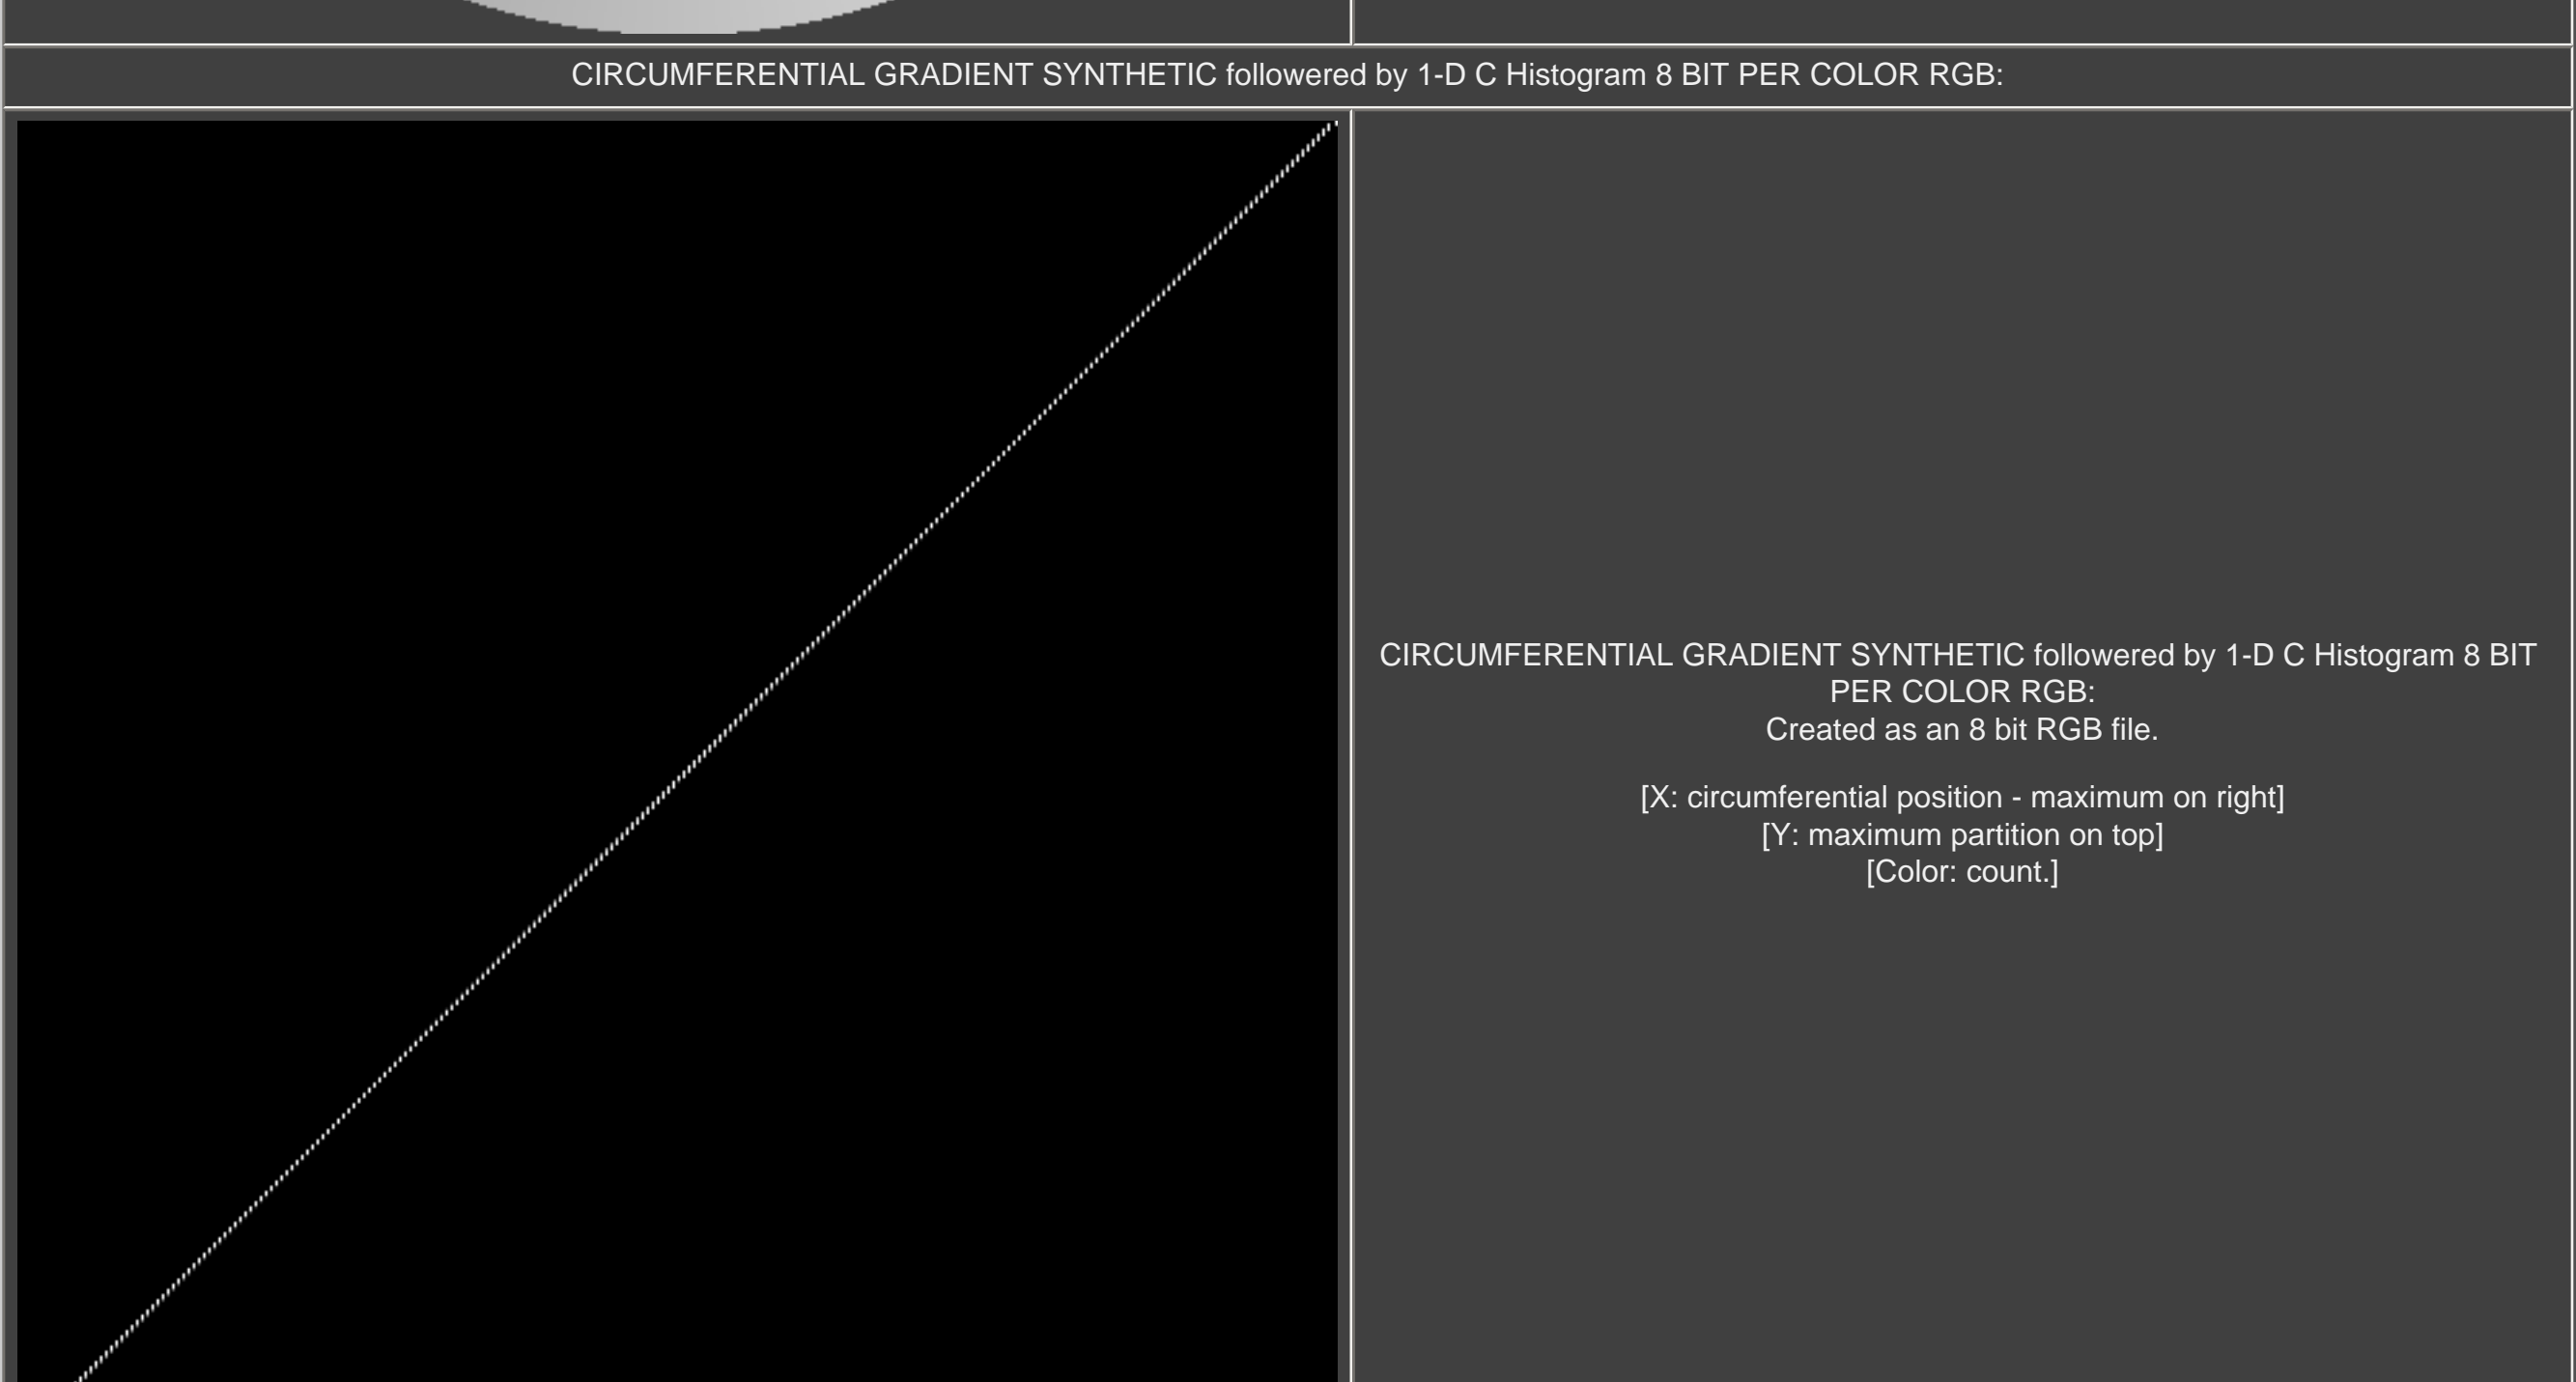 CIRCUMFERENTIAL GRADIENT SYNTHETIC followered by 1-D C Histogram 8 BIT PER COLOR RGB:
CIRCUMFERENTIAL GRADIENT SYNTHETIC followered by 1-D C Histogram 8 BIT
PER COLOR RGB:
Created as an 8 bit RGB file.
[X: circumferential position - maximum on right]
[Y: maximum partition on top]
[Color: count.]